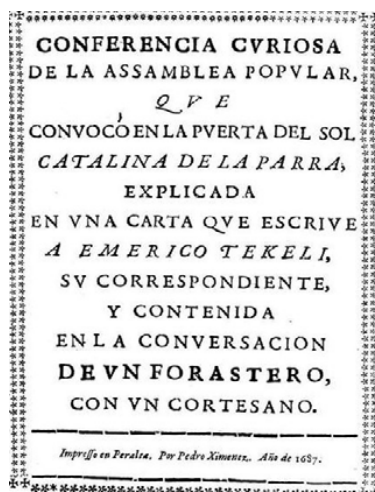 CONFERENCIA CVRIOSA
DE LA ASSAMBLEA POPVLAR,
QVE
CONVOCÒ EN LA PVERTA DEL SOL
CATALINA DE LA PARRA,
EXPLICADA
EN VNA CARTA QVE ESCRIVE
A EMERICO TEKELI,
SV CORRESPONDIENTE,
Y CONTENIDA
EN LA CONVERSACION
DE VN FORASTERO,
CON VN CORTESANO.
Impresso en Peralta. Por Pedro Ximenez. Año de 1687.